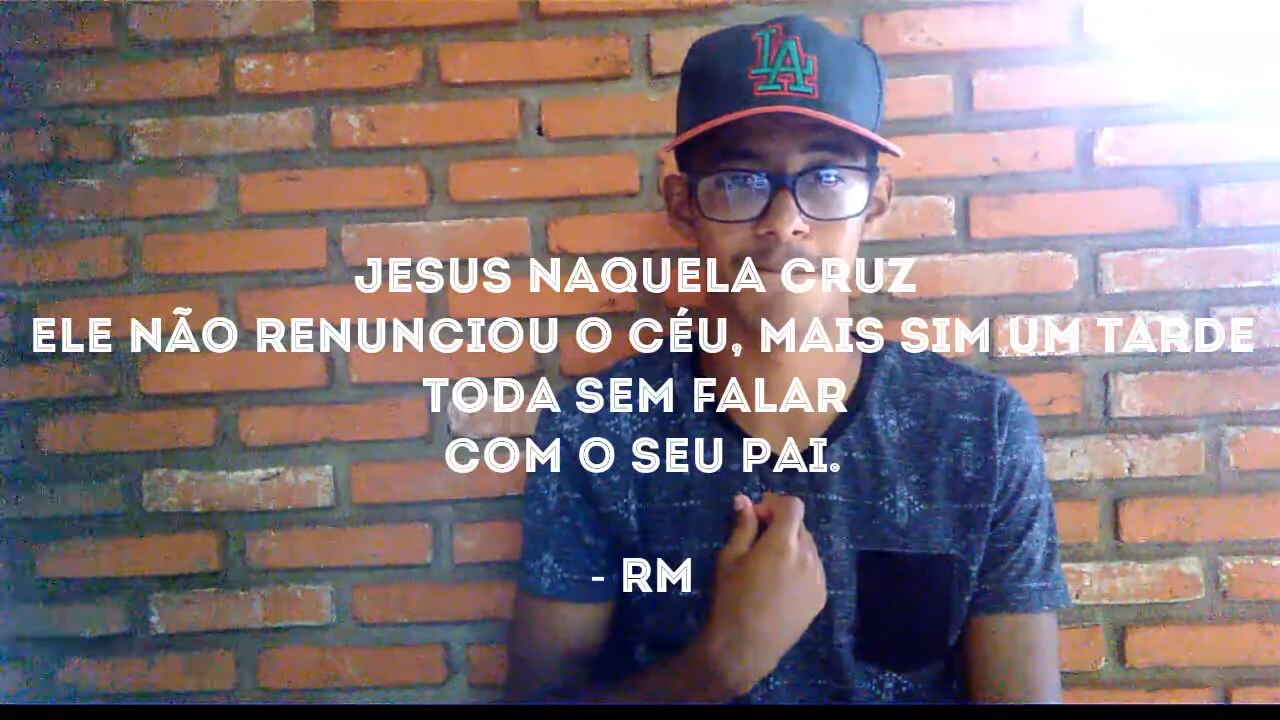 LA
JESUS NAQUELA CRUZ
ELE NÃO RENUNCIOU O CÉU, MAIS SIM UM TARDE
TODA SEM FALAR
COM O SEU PAI.
- RM